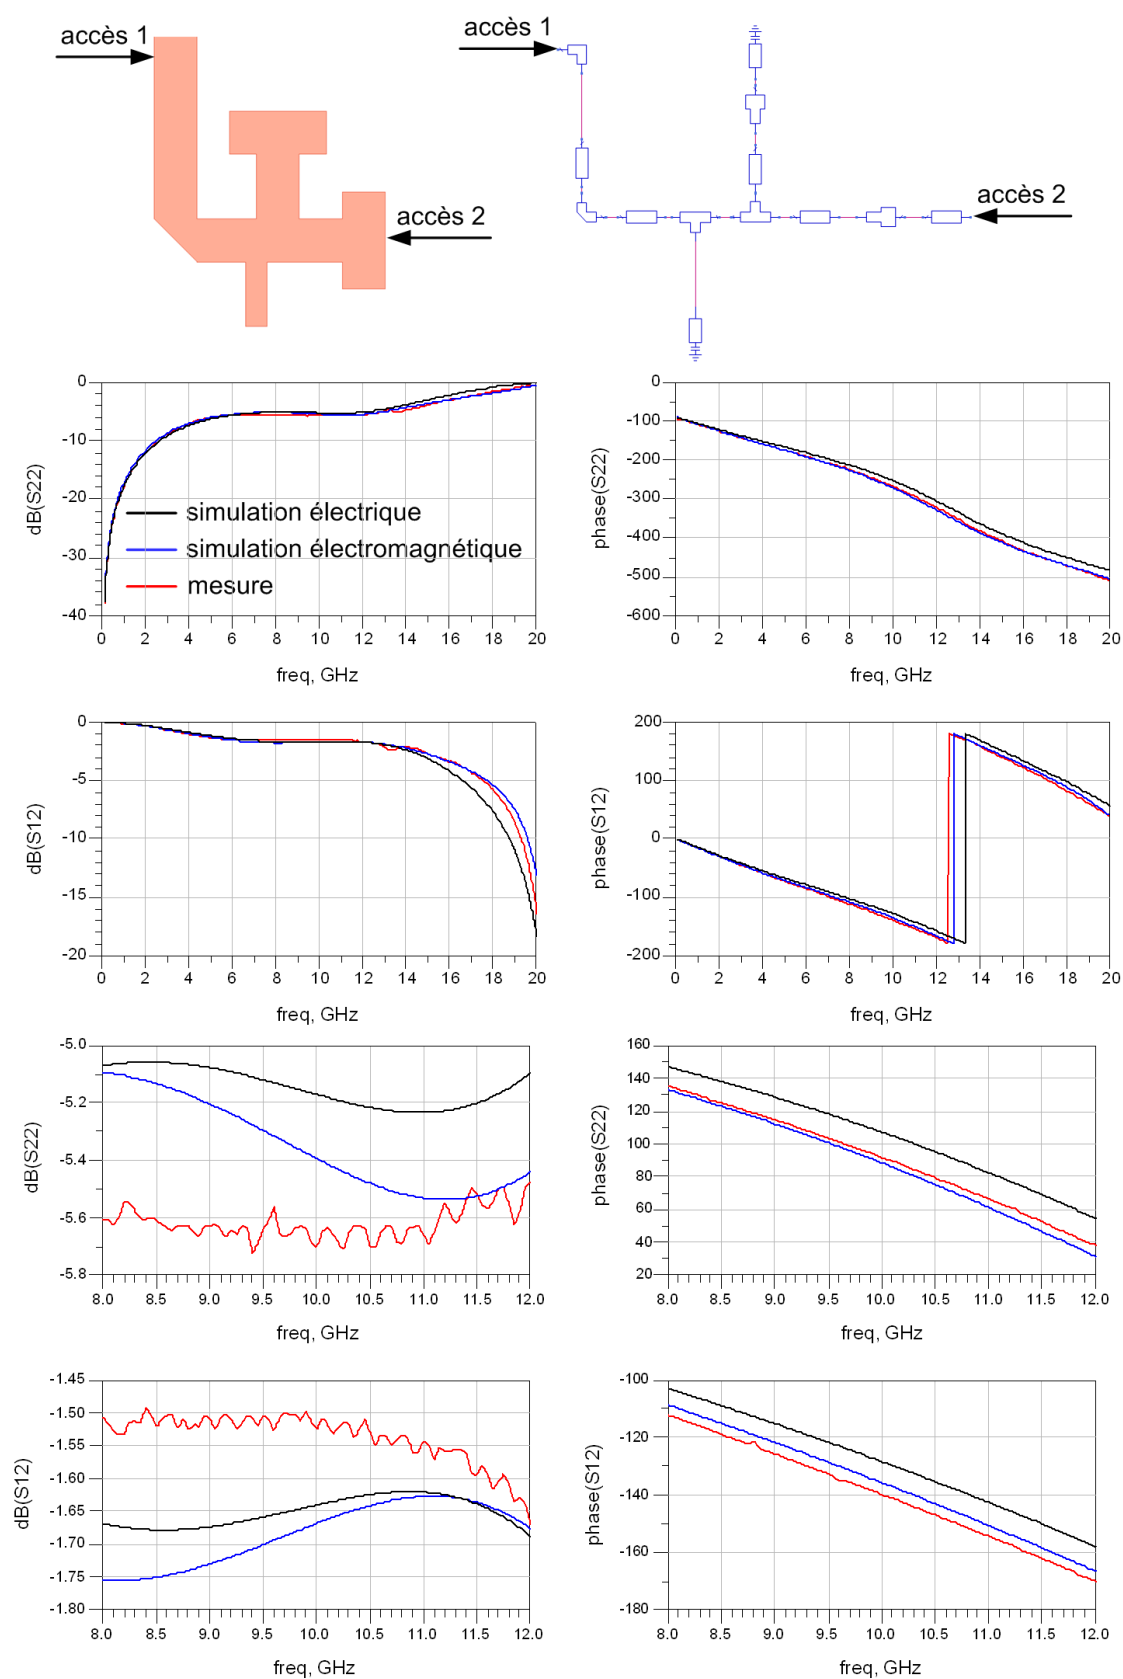 accès 1
accès 1
accès 2
accès 2
0
-10
-20
-30
-40
dB(S22)
simulation électrique
simulation électromagnétique
mesure
0 2 4 6 8 10 12 14 16 18 20
freq, GHz
0
-100
-200
-300
-400
-500
-600
phase(S22)
0 2 4 6 8 10 12 14 16 18 20
freq, GHz
0
-5
-10
-15
-20
dB(S12)
0 2 4 6 8 10 12 14 16 18 20
freq, GHz
200
100
0
-100
-200
phase(S12)
0 2 4 6 8 10 12 14 16 18 20
freq, GHz
-5.0
-5.2
-5.4
-5.6
-5.8
dB(S22)
8.0 8.5 9.0 9.5 10.0 10.5 11.0 11.5 12.0
freq, GHz
160
140
120
100
80
60
40
20
phase(S22)
8.0 8.5 9.0 9.5 10.0 10.5 11.0 11.5 12.0
freq, GHz
-1.45
-1.50
-1.55
-1.60
-1.65
-1.70
-1.75
-1.80
dB(S12)
8.0 8.5 9.0 9.5 10.0 10.5 11.0 11.5 12.0
freq, GHz
-100
-120
-140
-160
-180
phase(S12)
8.0 8.5 9.0 9.5 10.0 10.5 11.0 11.5 12.0
freq, GHz